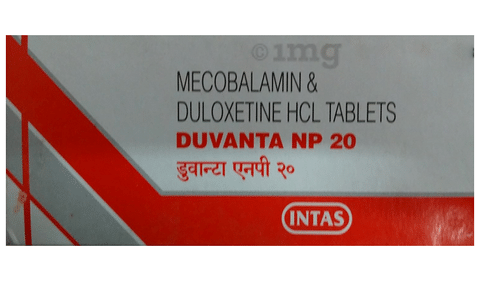 ©1mg
MECOBALAMIN &
DULOXETINE HCL TABLETS
DUVANTA NP 20
डुवान्टा एनपी २०
INTAS